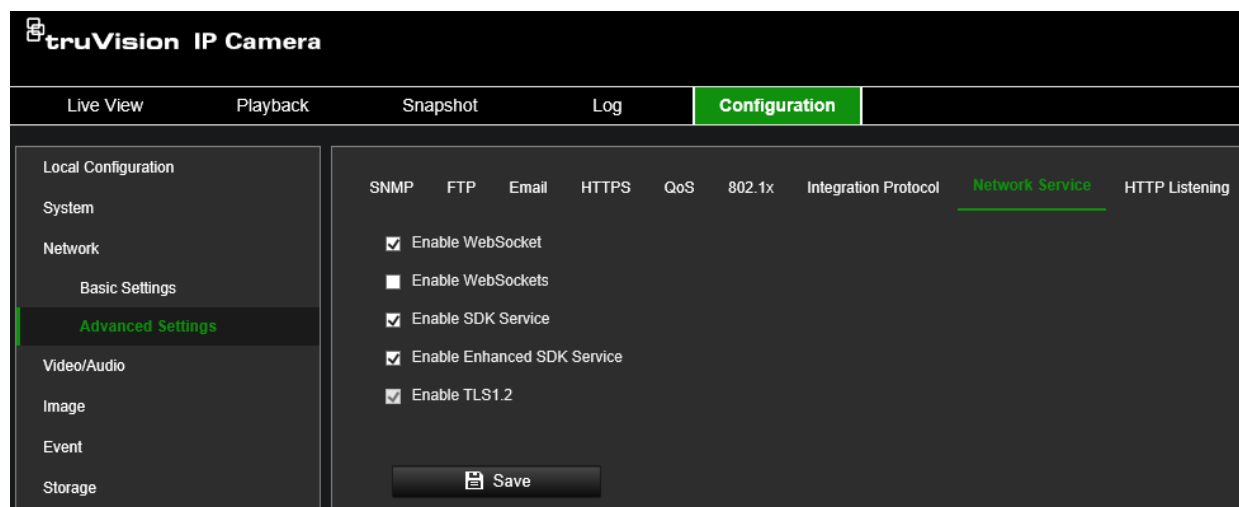 truVision IP Camera
Live View Playback Snapshot Log Configuration
Local Configuration
System
Network
Basic Settings
Advanced Settings
Video/Audio
Image
Event
Storage
SNMP FTP Email HTTPS QoS 802.1x Integration Protocol Network Service HTTP Listening
Enable WebSocket
Enable WebSockets
Enable SDK Service
Enable Enhanced SDK Service
Enable TLS1.2
Save